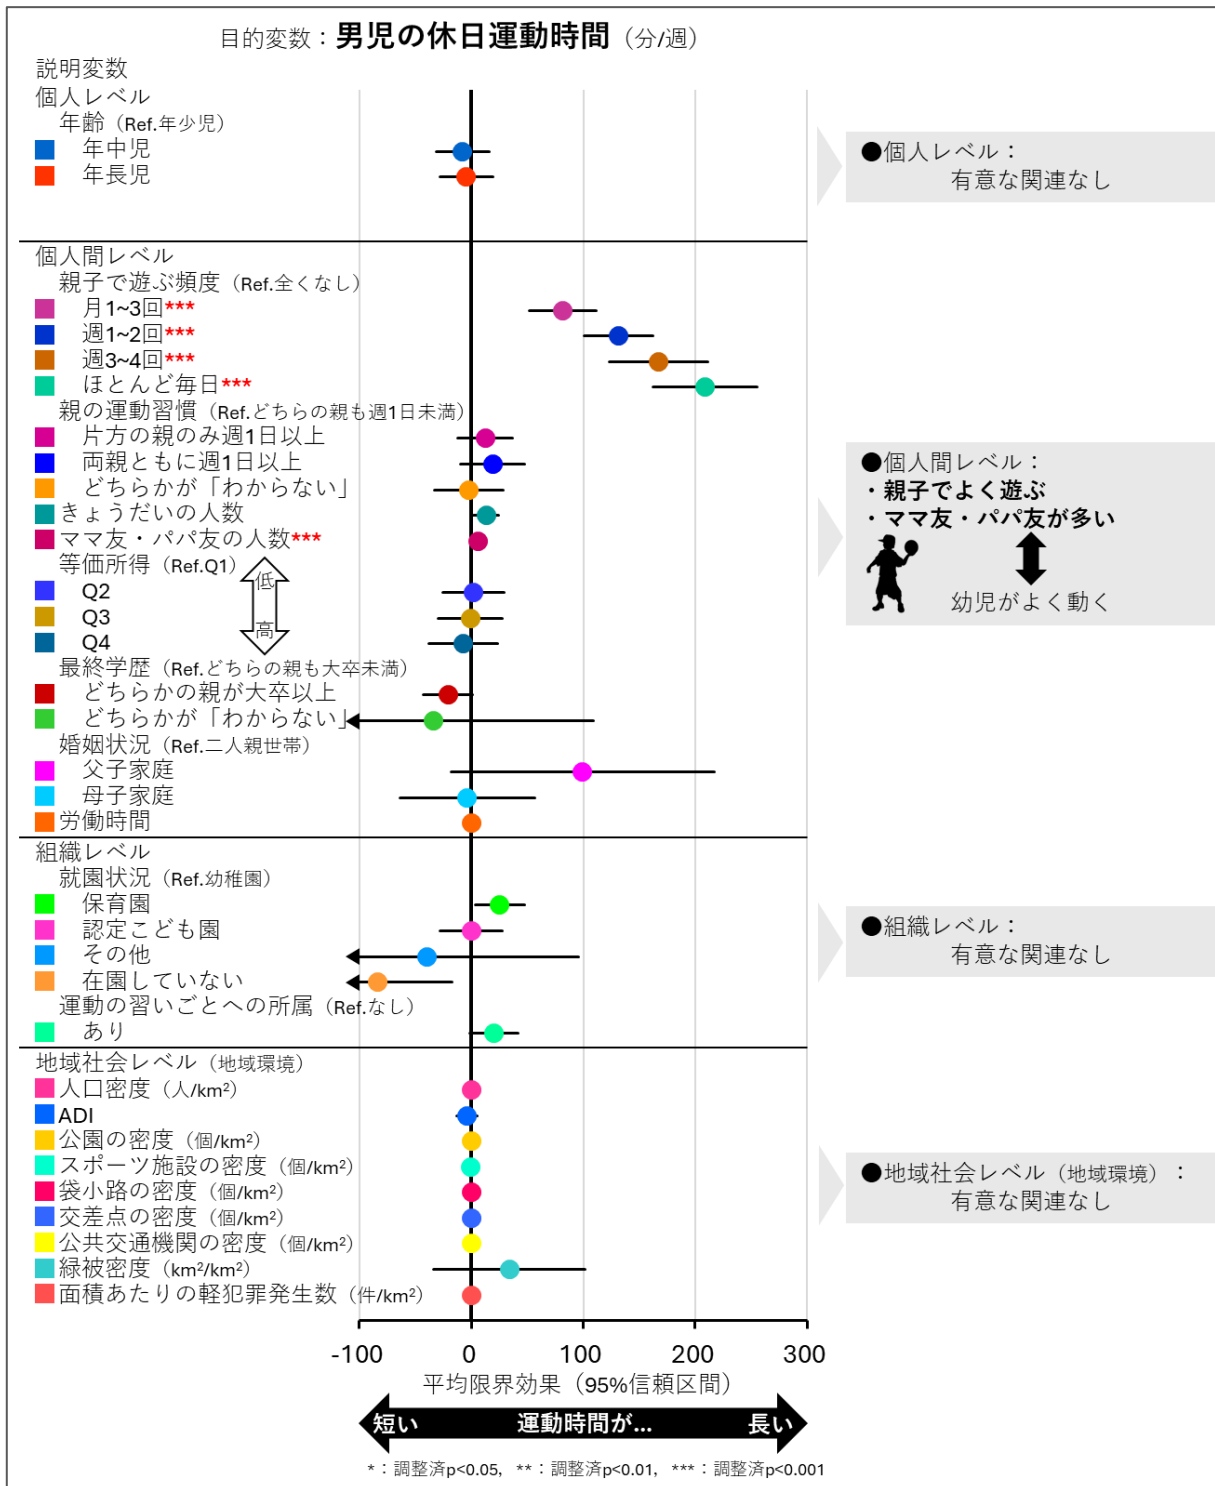 目的変数：男児の休日運動時間（分/週）
説明変数
個人レベル
年齢（Ref.年少児）
年中児
年長児
●個人レベル：
有意な関連なし
個人間レベル
親子で遊ぶ頻度（Ref.全くなし）
月1~3回***
週1~2回***
週3~4回***
ほとんど毎日***
親の運動習慣（Ref.どちらの親も週1日未満）
片方の親のみ週1日以上
両親ともに週1日以上
どちらかが「わからない」
きょうだいの人数
ママ友・パパ友の人数***
等価所得（Ref.Q1）
低
Q2
Q3
高
Q4
最終学歴（Ref.どちらの親も大卒未満）
どちらかの親が大卒以上
どちらかが「わからない」
婚姻状況（Ref.二人親世帯）
父子家庭
母子家庭
労働時間
●個人間レベル：
・親子でよく遊ぶ
・ママ友・パパ友が多い
幼児がよく動く
組織レベル
就園状況（Ref.幼稚園）
保育園
認定こども園
その他
在園していない
運動の習いごとへの所属（Ref.なし）
あり
●組織レベル：
有意な関連なし
地域社会レベル（地域環境）
人口密度（人/km²）
ADI
公園の密度（個/km²）
スポーツ施設の密度（個/km²）
袋小路の密度（個/km²）
交差点の密度（個/km²）
公共交通機関の密度（個/km²）
緑被密度（km²/km²）
面積あたりの軽犯罪発生数（件/km²）
●地域社会レベル（地域環境）：
有意な関連なし
-100 0 100 200 300
平均限界効果（95%信頼区間）
短い 運動時間が... 長い
*：調整済p<0.05, **：調整済p<0.01, ***：調整済p<0.001